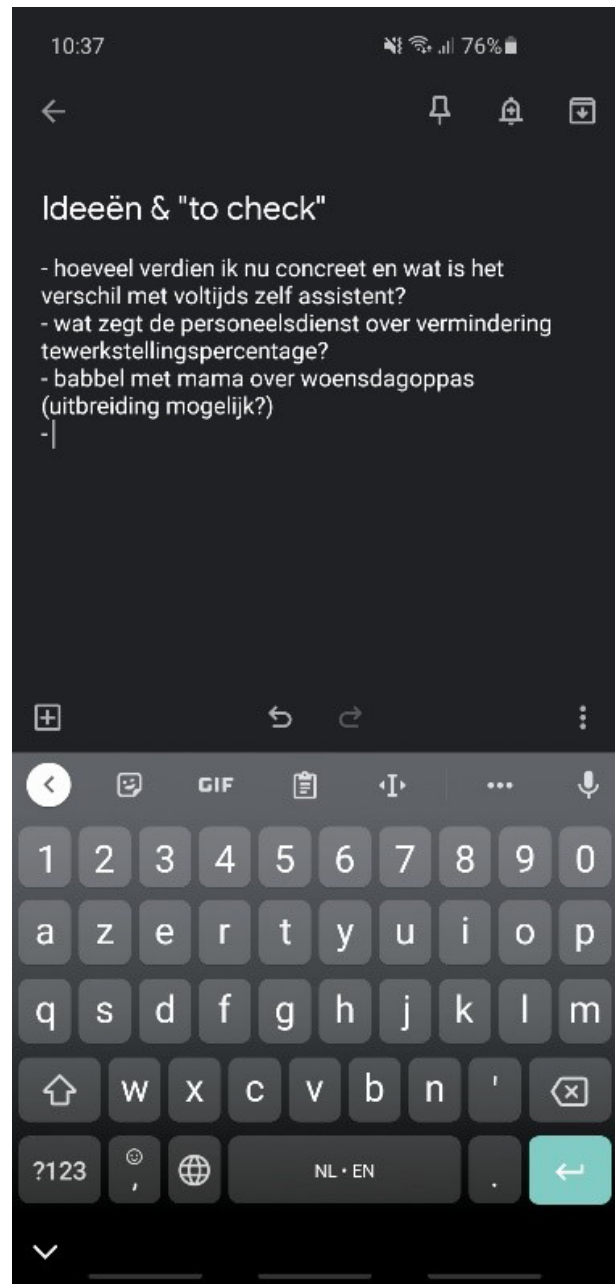 10:37 76%
Ideeën & "to check"
- hoeveel verdien ik nu concreet en wat is het
verschil met voltijds zelf assistent?
- wat zegt de personeelsdienst over vermindering
tewerkstellingspercentage?
- babbel met mama over woensdagoppas
(uitbreiding mogelijk?)
-
GIF
1 2 3 4 5 6 7 8 9 0
a z e r t y u i o p
q s d f g h j k l m
w x c v b n '
?123 , NL • EN .